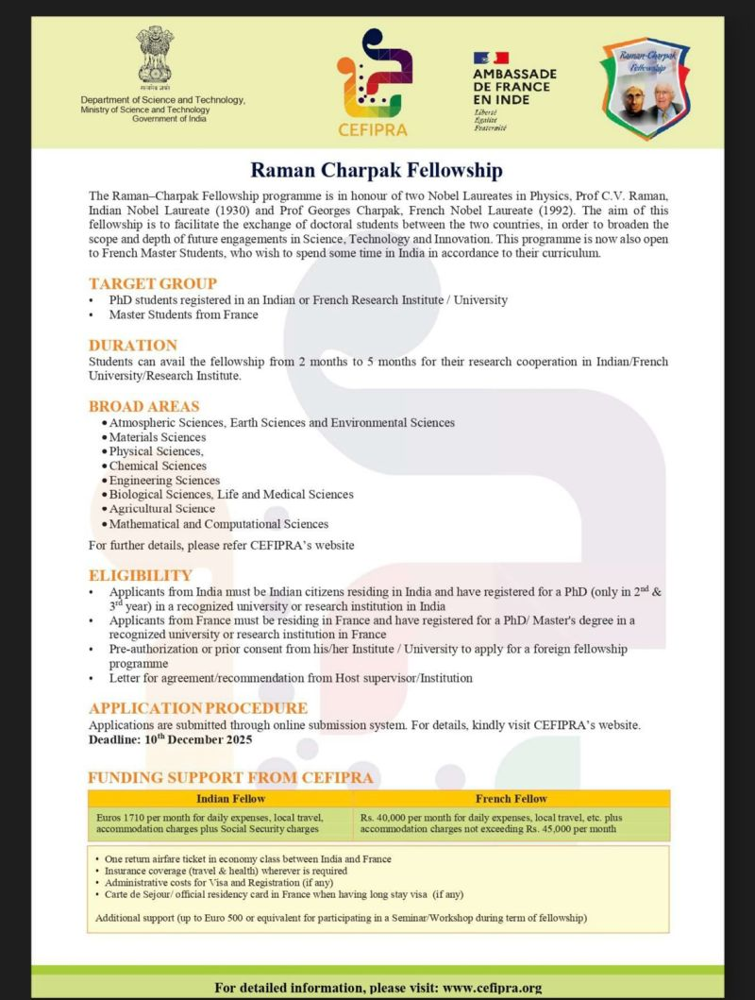 सत्यमेव जयते
Department of Science and Technology,
Ministry of Science and Technology
Government of India
CEFIPRA
AMBASSADE
DE FRANCE
EN INDE
Liberté
Égalité
Fraternité
Raman-Charpak
Fellowship
Raman Charpak Fellowship
The Raman–Charpak Fellowship programme is in honour of two Nobel Laureates in Physics, Prof C.V. Raman,
Indian Nobel Laureate (1930) and Prof Georges Charpak, French Nobel Laureate (1992). The aim of this
fellowship is to facilitate the exchange of doctoral students between the two countries, in order to broaden the
scope and depth of future engagements in Science, Technology and Innovation. This programme is now also open
to French Master Students, who wish to spend some time in India in accordance to their curriculum.
TARGET GROUP
• PhD students registered in an Indian or French Research Institute / University
• Master Students from France
DURATION
Students can avail the fellowship from 2 months to 5 months for their research cooperation in Indian/French
University/Research Institute.
BROAD AREAS
• Atmospheric Sciences, Earth Sciences and Environmental Sciences
• Materials Sciences
• Physical Sciences,
• Chemical Sciences
• Engineering Sciences
• Biological Sciences, Life and Medical Sciences
• Agricultural Science
• Mathematical and Computational Sciences
For further details, please refer CEFIPRA's website
ELIGIBILITY
• Applicants from India must be Indian citizens residing in India and have registered for a PhD (only in 2nd &
3rd year) in a recognized university or research institution in India
• Applicants from France must be residing in France and have registered for a PhD/ Master's degree in a
recognized university or research institution in France
• Pre-authorization or prior consent from his/her Institute / University to apply for a foreign fellowship
programme
• Letter for agreement/recommendation from Host supervisor/Institution
APPLICATION PROCEDURE
Applications are submitted through online submission system. For details, kindly visit CEFIPRA's website.
Deadline: 10th December 2025
FUNDING SUPPORT FROM CEFIPRA
Indian Fellow
French Fellow
Euros 1710 per month for daily expenses, local travel,
accommodation charges plus Social Security charges
Rs. 40,000 per month for daily expenses, local travel, etc. plus
accommodation charges not exceeding Rs. 45,000 per month
• One return airfare ticket in economy class between India and France
• Insurance coverage (travel & health) wherever is required
• Administrative costs for Visa and Registration (if any)
• Carte de Sejour/ official residency card in France when having long stay visa (if any)
Additional support (up to Euro 500 or equivalent for participating in a Seminar/Workshop during term of fellowship)
For detailed information, please visit: www.cefipra.org